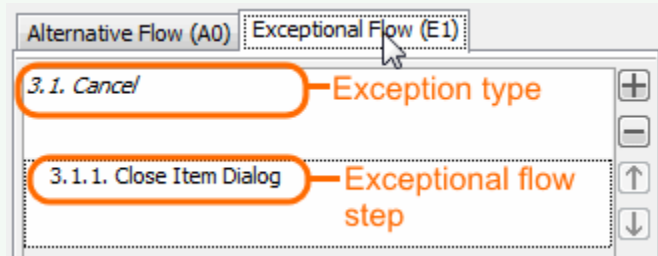 Alternative Flow (A0) Exceptional Flow (E1)
3.1. Cancel Exception type
3.1.1. Close Item Dialog Exceptional flow
step